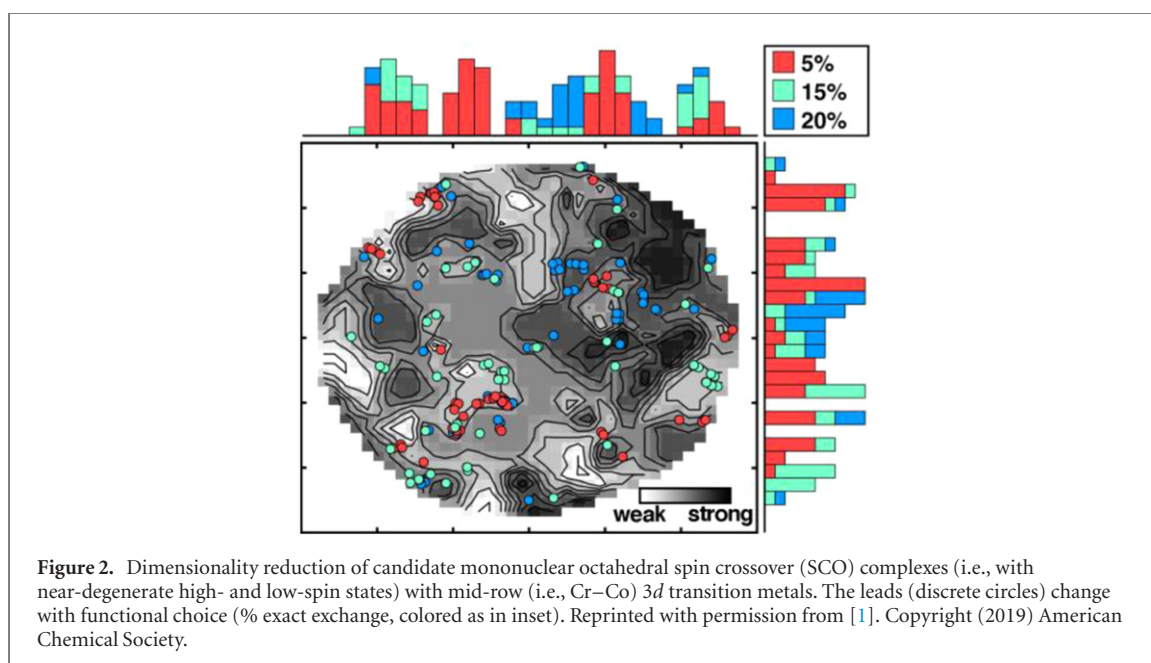 5%
15%
20%
weak strong
Figure 2. Dimensionality reduction of candidate mononuclear octahedral spin crossover (SCO) complexes (i.e., with
near-degenerate high- and low-spin states) with mid-row (i.e., Cr–Co) 3d transition metals. The leads (discrete circles) change
with functional choice (% exact exchange, colored as in inset). Reprinted with permission from [1]. Copyright (2019) American
Chemical Society.